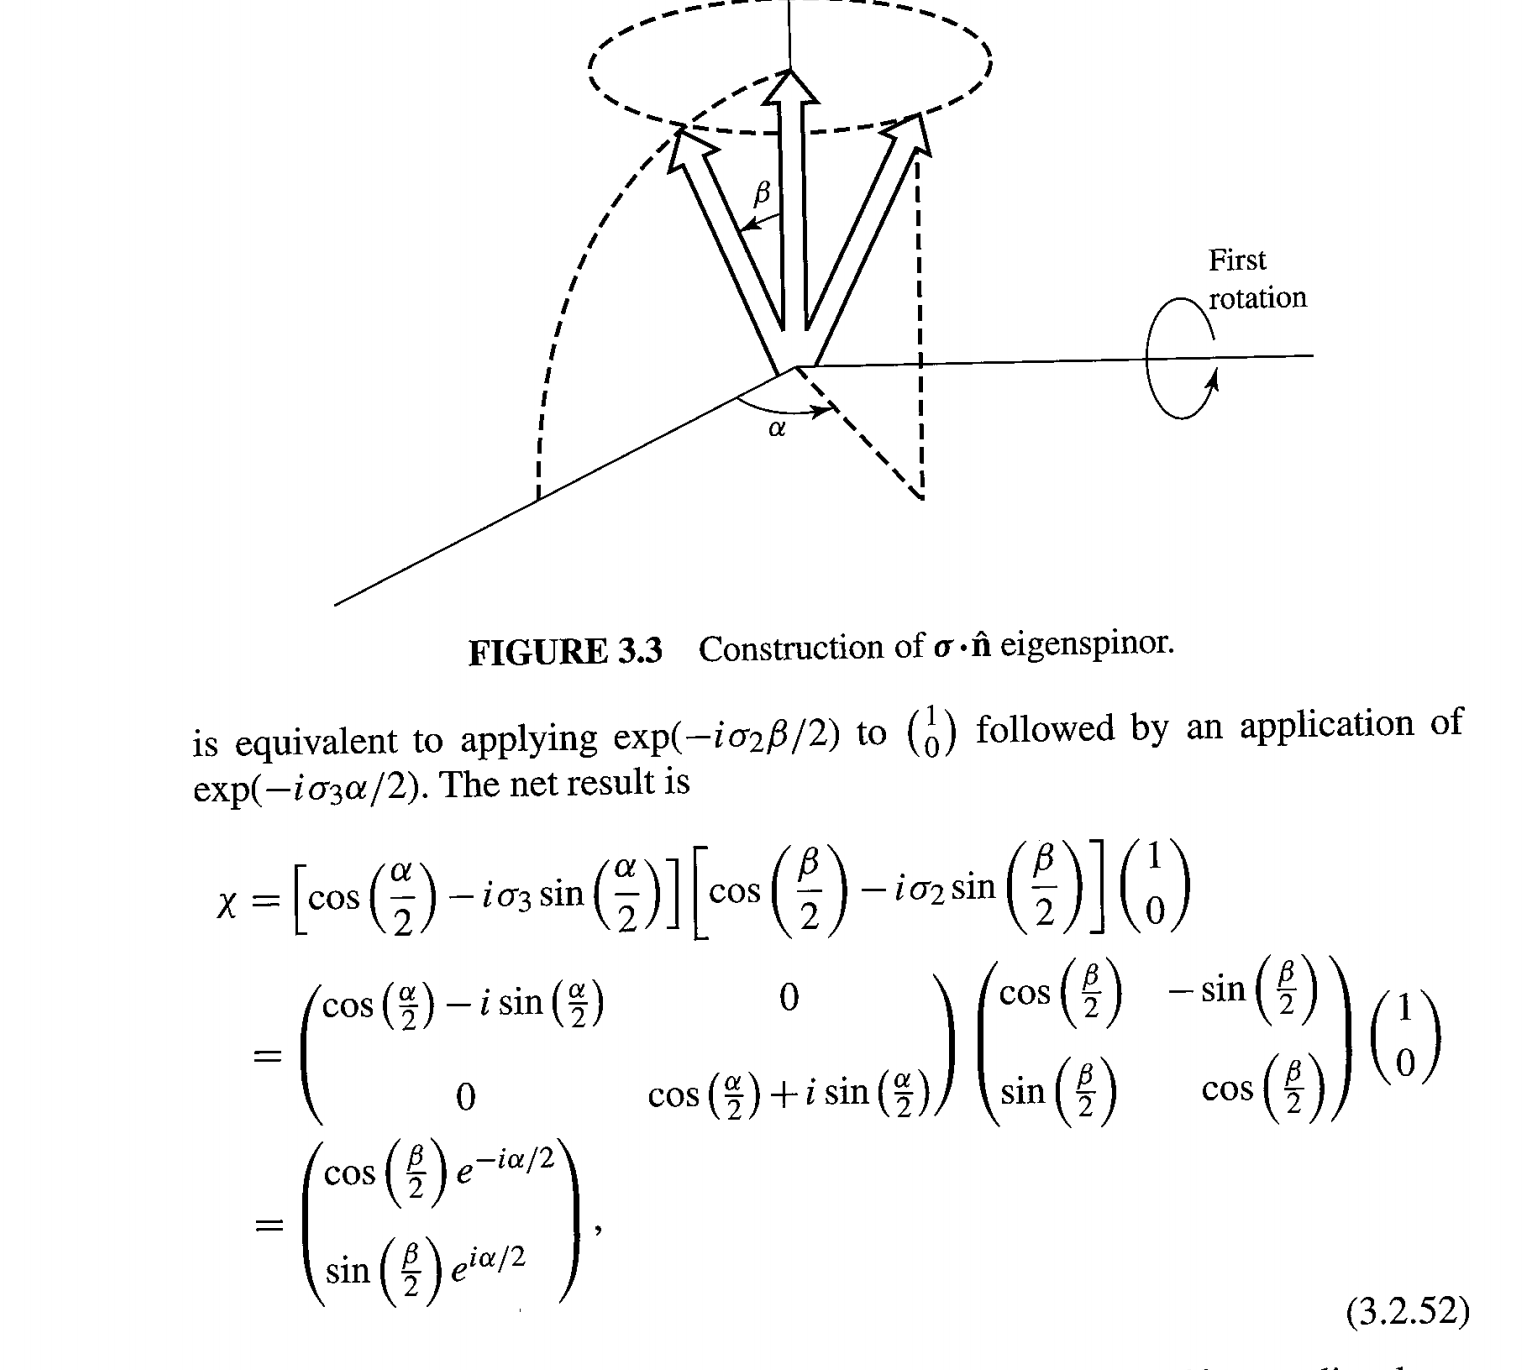 β
First
rotation
α
FIGURE 3.3 Construction of σ·n̂ eigenspinor.
is equivalent to applying exp(−iσ₂β/2) to (1 0) followed by an application of
exp(−iσ₃α/2). The net result is
χ = [cos(α/2) − iσ₃ sin(α/2)][cos(β/2) − iσ₂ sin(β/2)](1 0)
= (cos(α/2) − i sin(α/2) 0 0 cos(α/2) + i sin(α/2)) (cos(β/2) − sin(β/2) sin(β/2) cos(β/2)) (1 0)
= (cos(β/2) e^{−iα/2} sin(β/2) e^{iα/2}),
(3.2.52)